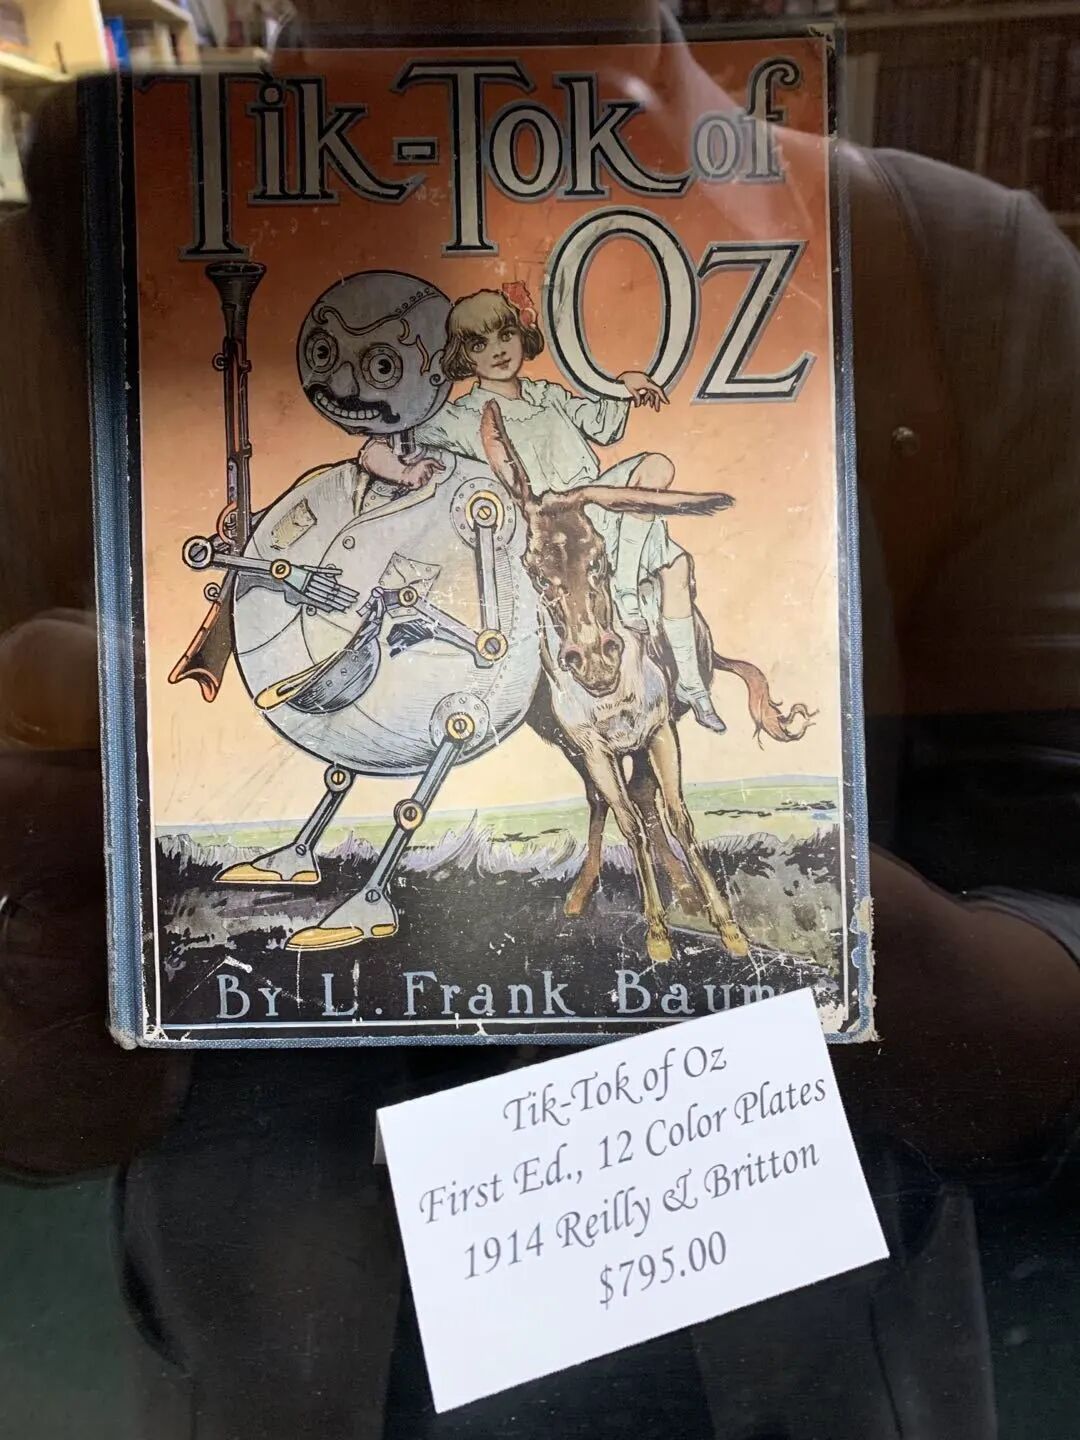 Tik-Tok of
Oz
By L. Frank Baum
Tik-Tok of Oz
First Ed., 12 Color Plates
1914 Reilly & Britton
$795.00